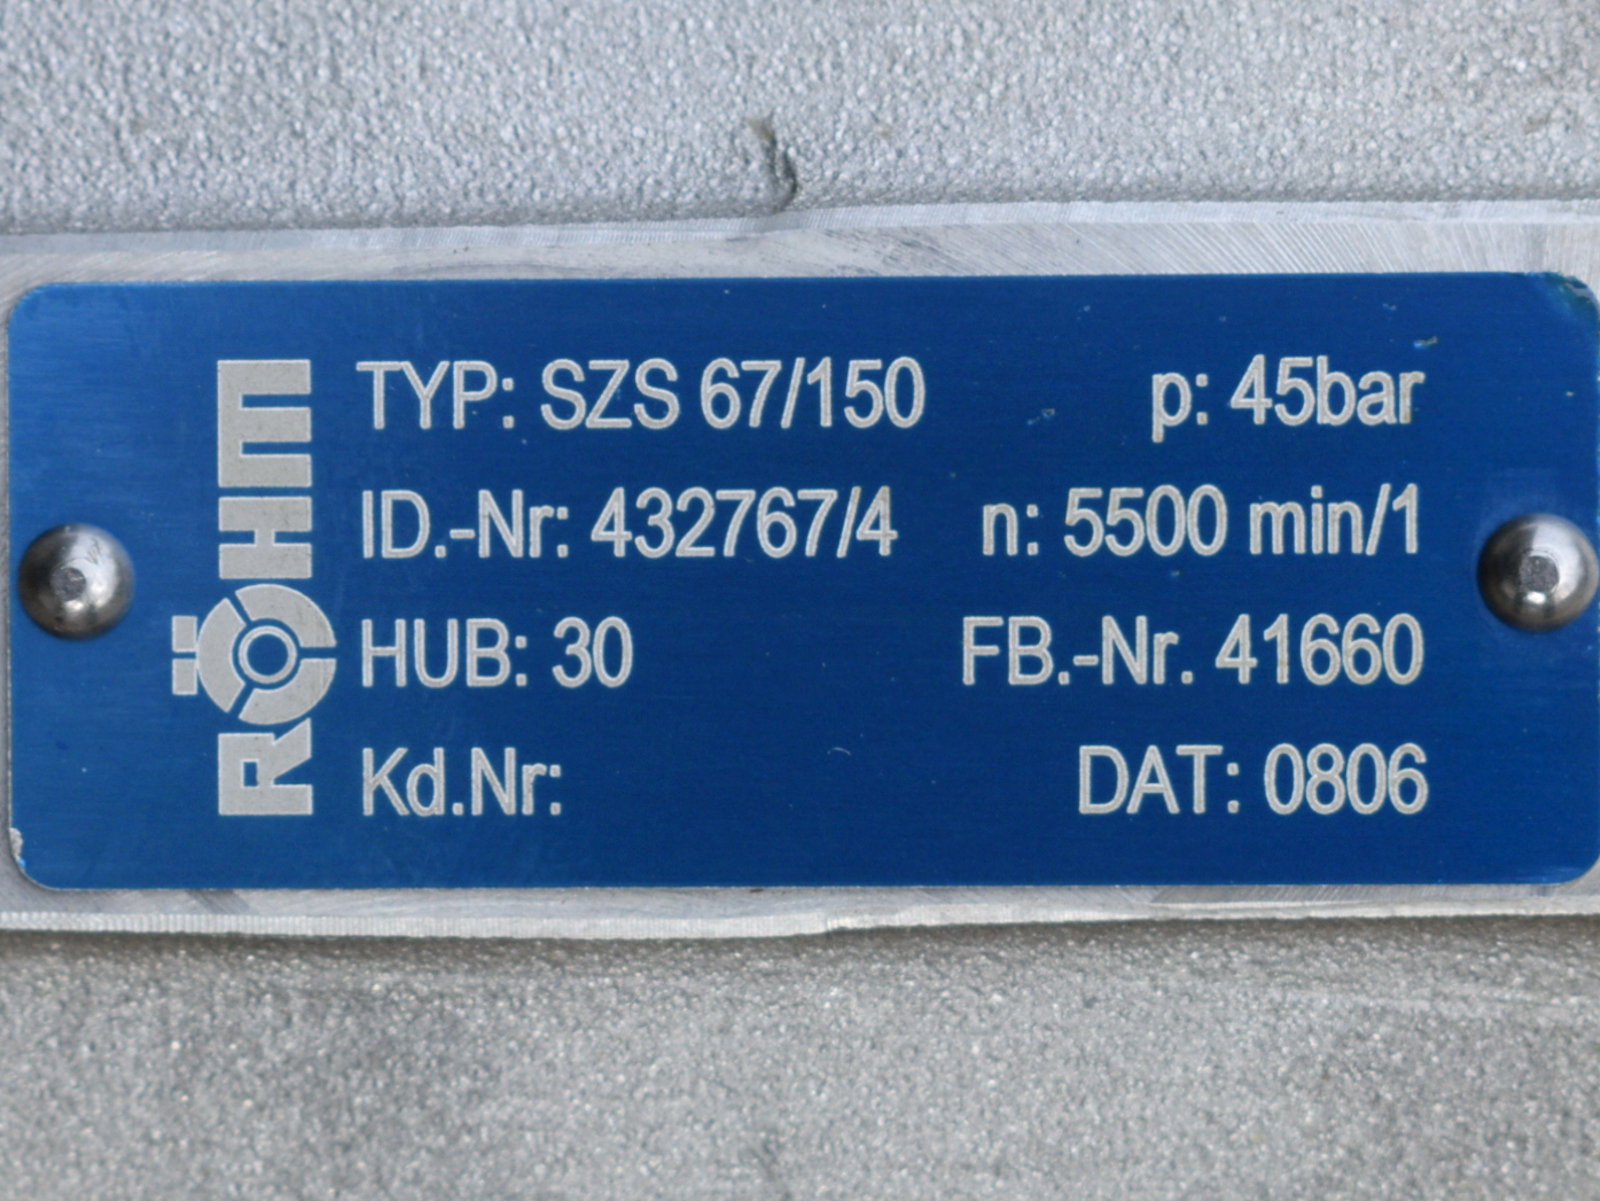 RÖHM
TYP: SZS 67/150 p: 45bar
ID.-Nr: 432767/4 n: 5500 min/1
HUB: 30 FB.-Nr. 41660
Kd.Nr: DAT: 0806